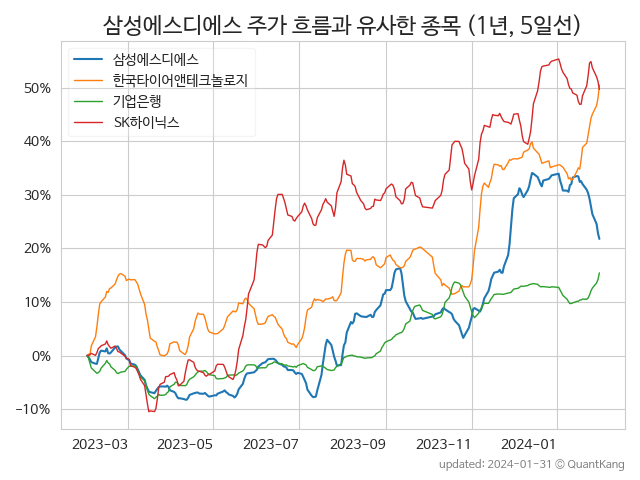 삼성에스디에스 주가 흐름과 유사한 종목 (1년, 5일선)
삼성에스디에스
한국타이어앤테크놀로지
기업은행
SK하이닉스
50%
40%
30%
20%
10%
0%
−10%
2023-03 2023-05 2023-07 2023-09 2023-11 2024-01
updated: 2024-01-31 © QuantKang